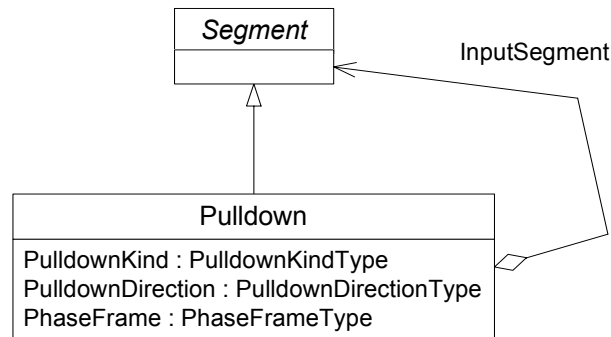 Segment
InputSegment
Pulldown
PulldownKind : PulldownKindType
PulldownDirection : PulldownDirectionType
PhaseFrame : PhaseFrameType